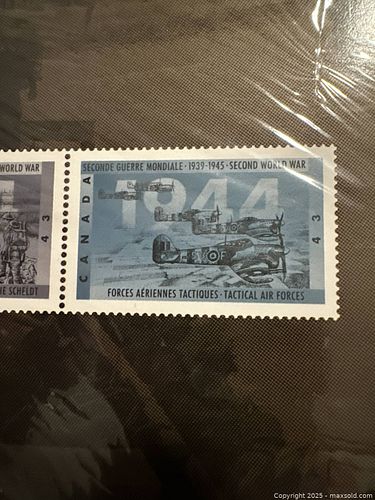 WORLD WAR
43
HE SCHELDT
SECONDE GUERRE MONDIALE · 1939-1945 · SECOND WORLD WAR
1944
CANADA
43
FORCES AÉRIENNES TACTIQUES · TACTICAL AIR FORCES
Copyright © 2025 - maxsold.com